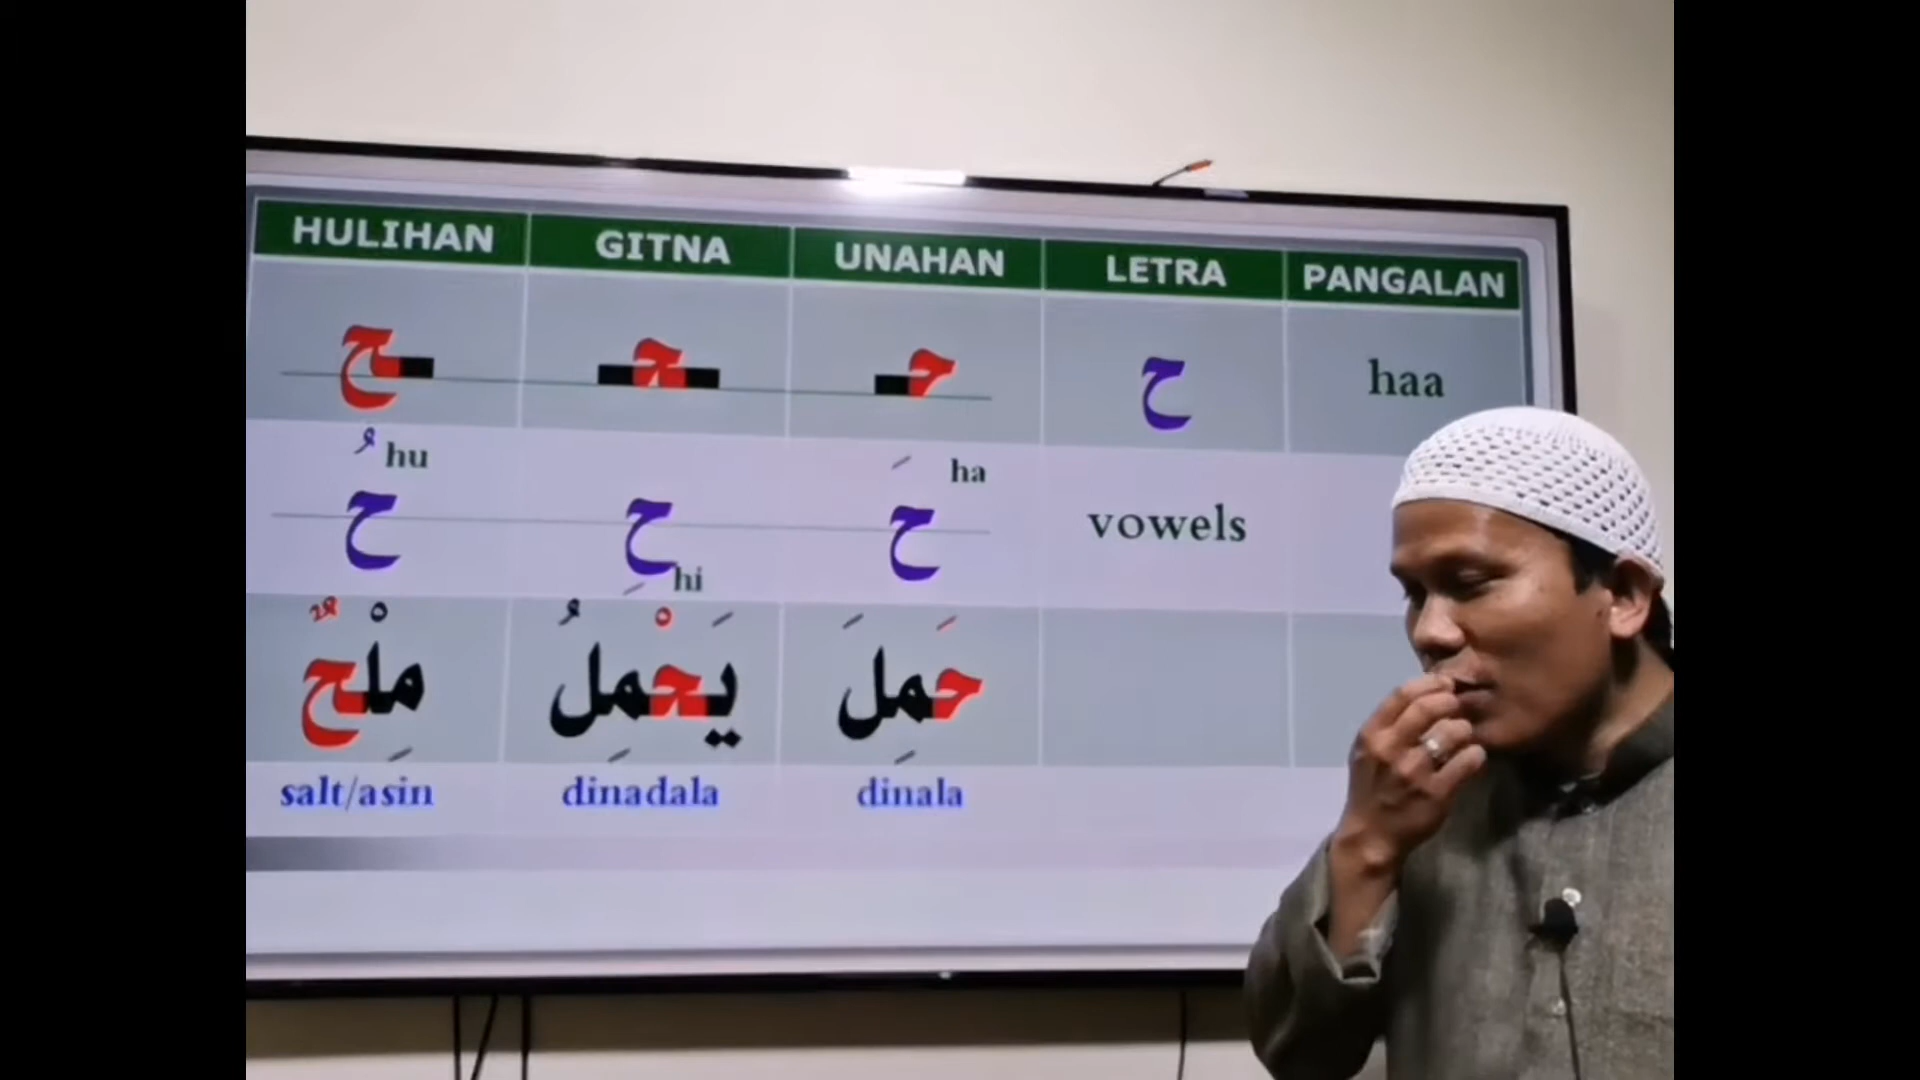 HULIHAN GITNA UNAHAN LETRA PANGALAN
ـح ـحـ حـ ح haa
حُ hu حِ hi حَ ha vowels
مِلْحٌ يَحْمِلُ حَمِلَ
salt/asin dinadala dinala